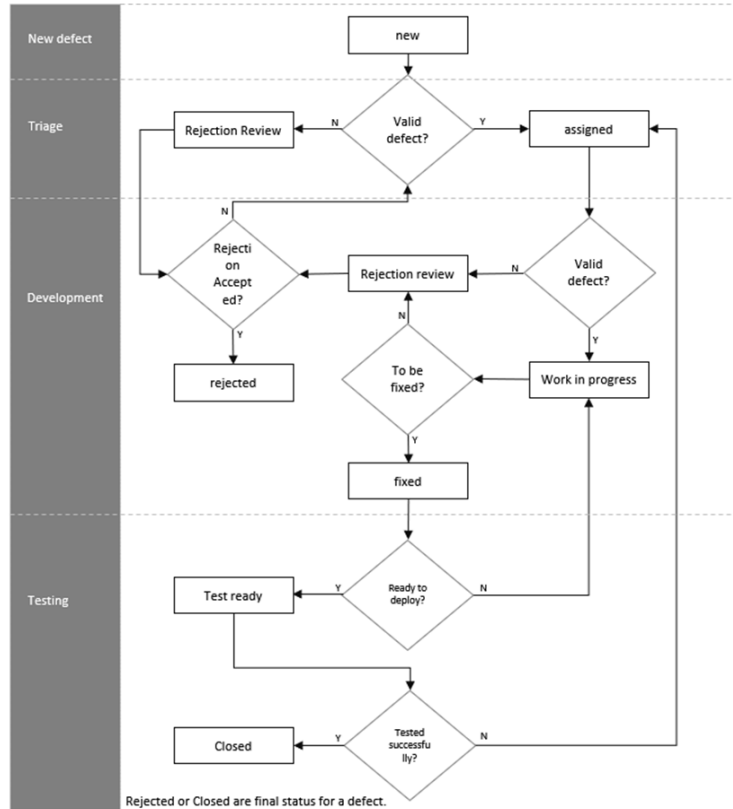 New defect
new
Triage
Rejection Review
N
Valid
defect?
Y
assigned
Development
N
Rejecti
on
Accept
ed?
Rejection review
N
Valid
defect?
Y
N
Y
rejected
To be
fixed?
Work in progress
Y
fixed
Testing
Test ready
Y
Ready to
deploy?
N
Closed
Y
Tested
successfu
lly?
N
Rejected or Closed are final status for a defect.